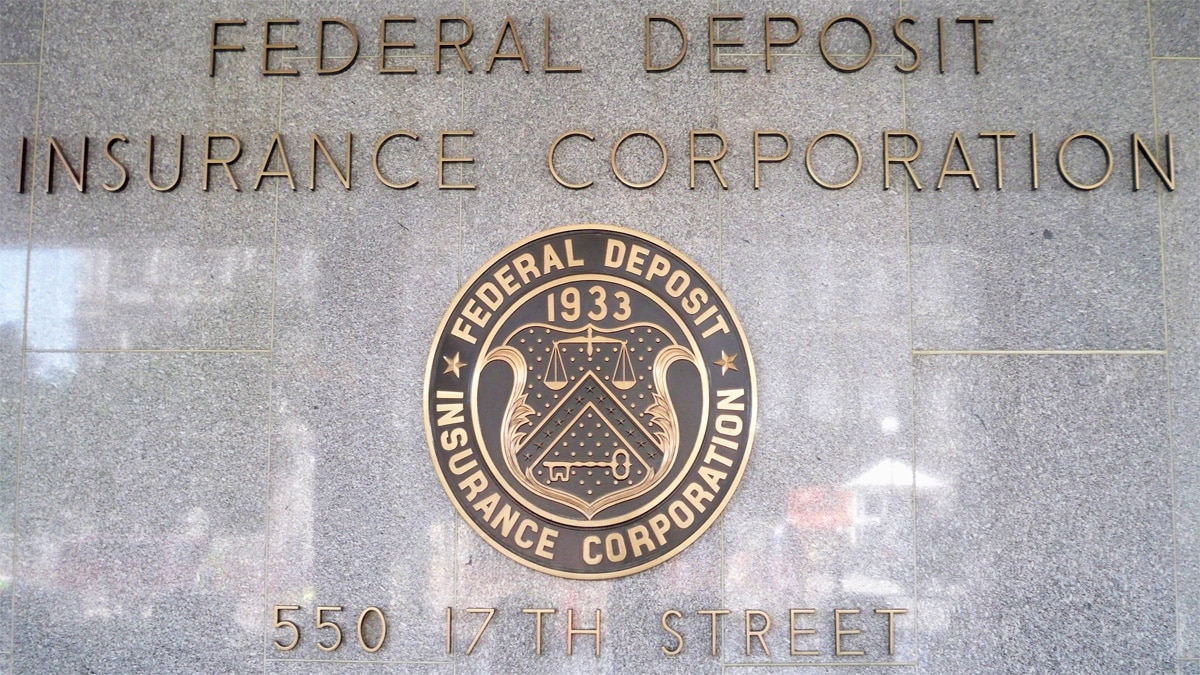 FEDERAL DEPOSIT
INSURANCE CORPORATION
FEDERAL DEPOSIT
1933
INSURANCE CORPORATION
550 17TH STREET